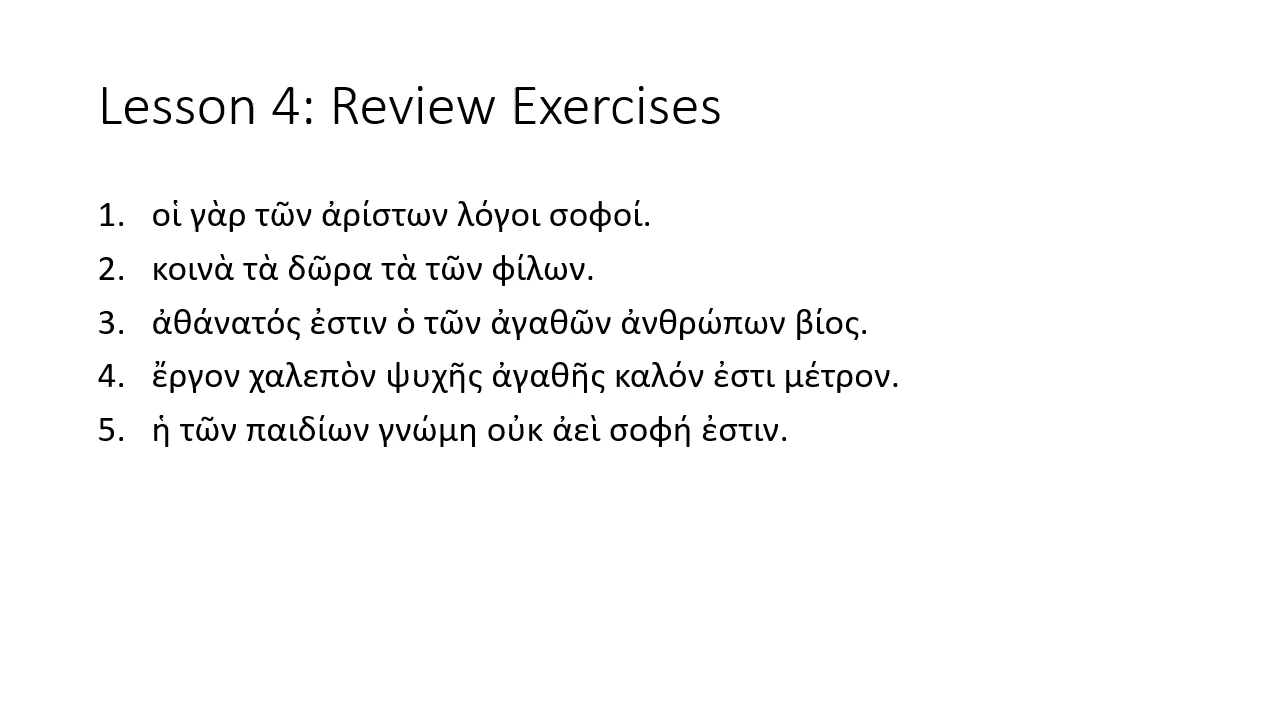 Lesson 4: Review Exercises
1. οἱ γὰρ τῶν ἀρίστων λόγοι σοφοί.
2. κοινὰ τὰ δῶρα τὰ τῶν φίλων.
3. ἀθάνατός ἐστιν ὁ τῶν ἀγαθῶν ἀνθρώπων βίος.
4. ἔργον χαλεπὸν ψυχῆς ἀγαθῆς καλόν ἐστι μέτρον.
5. ἡ τῶν παιδίων γνώμη οὐκ ἀεὶ σοφή ἐστιν.